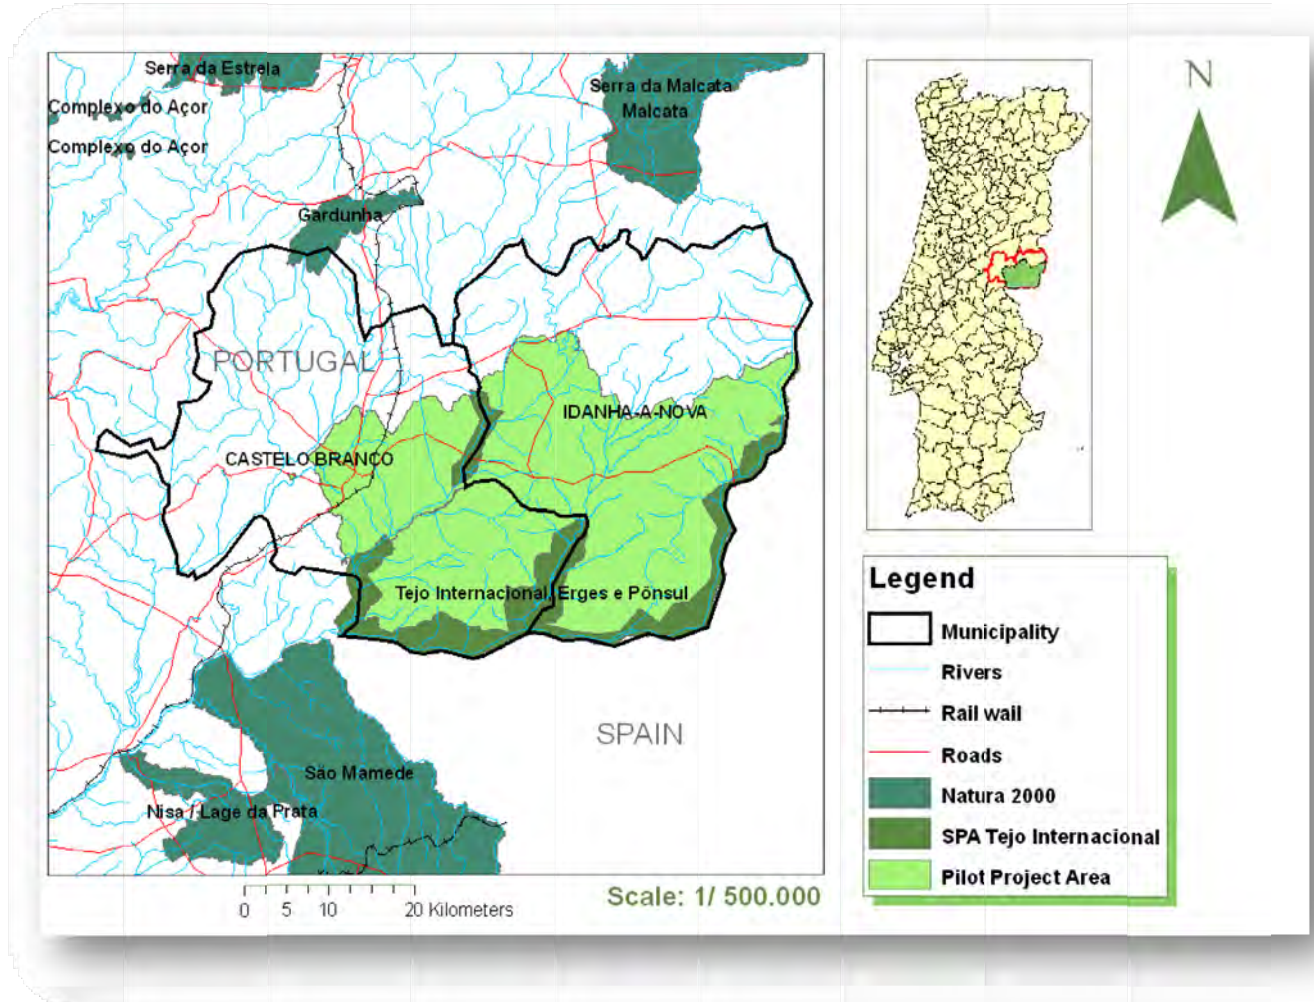 Serra da Estrela
Complexo do Açor
Complexo do Açor
Serra da Malcata
Malcata
Gardunha
PORTUGAL
IDANHA-A-NOVA
CASTELO BRANCO
Tejo Internacional, Erges e Pônsul
SPAIN
São Mamede
Nisa / Lage da Prata
0 5 10 20 Kilometers
Scale: 1/ 500.000
N
Legend
Municipality
Rivers
Rail wail
Roads
Natura 2000
SPA Tejo Internacional
Pilot Project Area